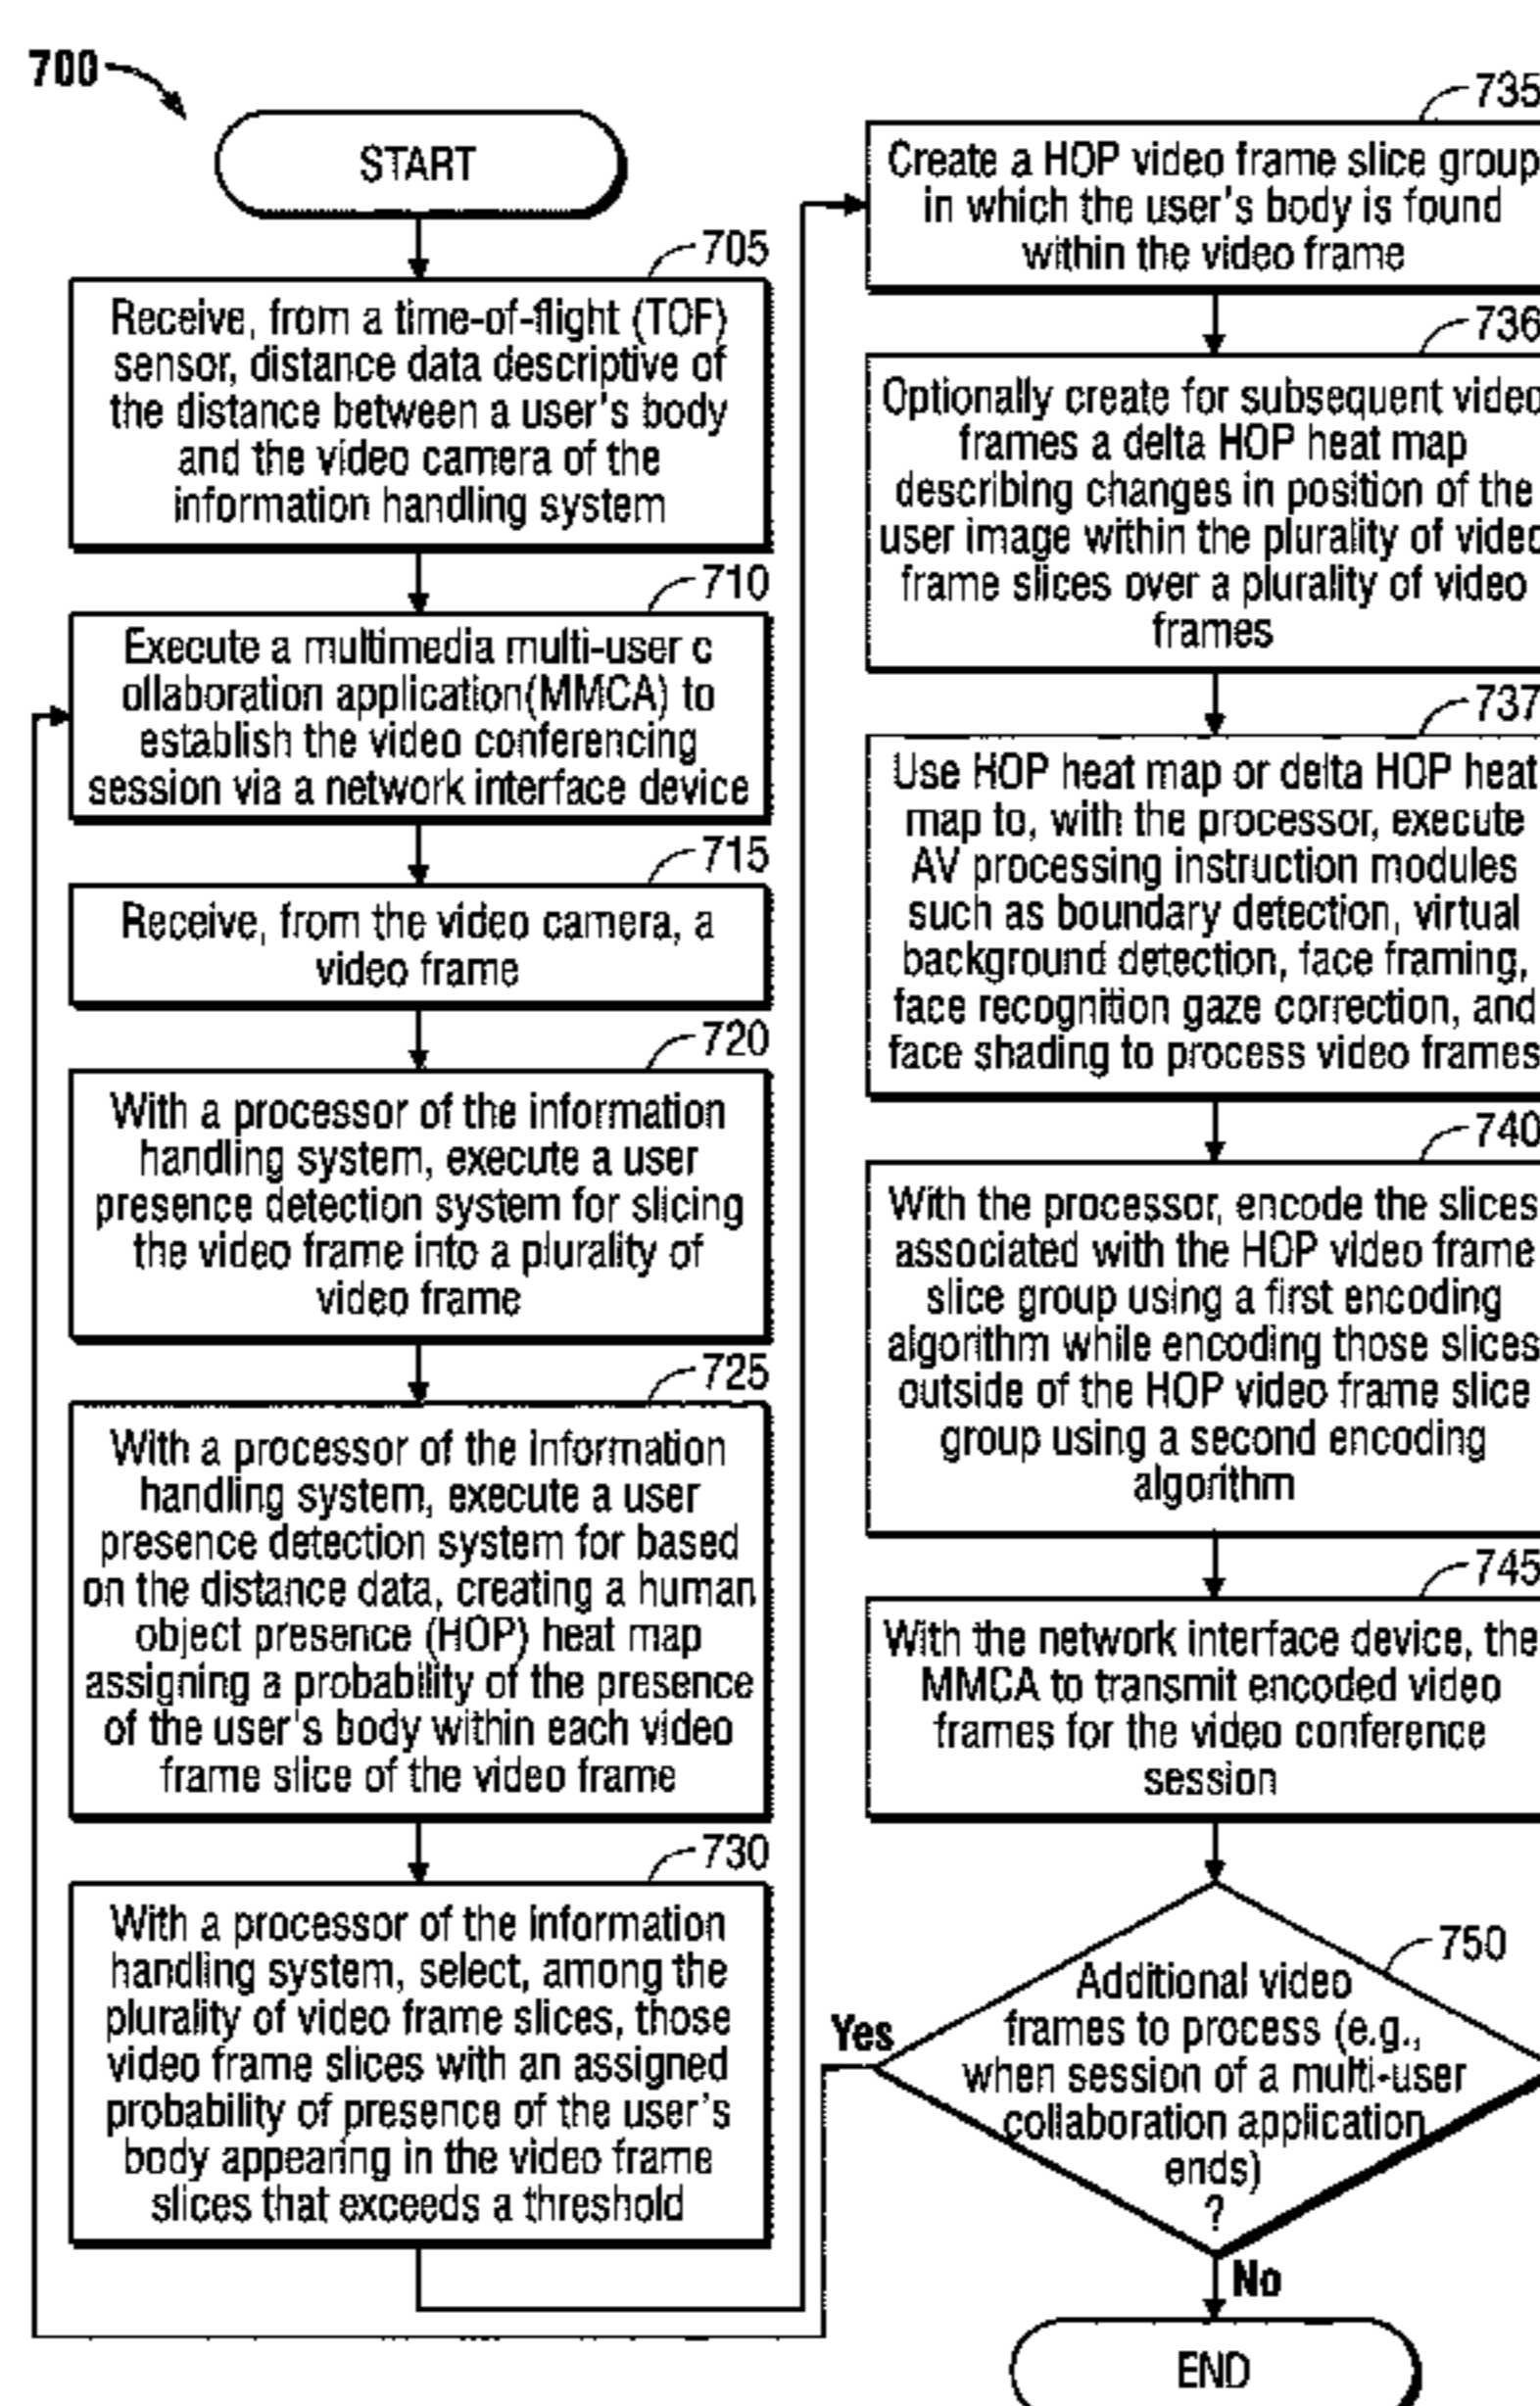 700
START
705
Receive, from a time-of-flight (TOF)
sensor, distance data descriptive of
the distance between a user's body
and the video camera of the
information handling system
710
Execute a multimedia multi-user c
ollaboration application(MMCA) to
establish the video conferencing
session via a network interface device
715
Receive, from the video camera, a
video frame
720
With a processor of the information
handling system, execute a user
presence detection system for slicing
the video frame into a plurality of
video frame
725
With a processor of the information
handling system, execute a user
presence detection system for based
on the distance data, creating a human
object presence (HOP) heat map
assigning a probability of the presence
of the user's body within each video
frame slice of the video frame
730
With a processor of the information
handling system, select, among the
plurality of video frame slices, those
video frame slices with an assigned
probability of presence of the user's
body appearing in the video frame
slices that exceeds a threshold
735
Create a HOP video frame slice group
in which the user's body is found
within the video frame
736
Optionally create for subsequent video
frames a delta HOP heat map
describing changes in position of the
user image within the plurality of video
frame slices over a plurality of video
frames
737
Use HOP heat map or delta HOP heat
map to, with the processor, execute
AV processing instruction modules
such as boundary detection, virtual
background detection, face framing,
face recognition gaze correction, and
face shading to process video frames
740
With the processor, encode the slices
associated with the HOP video frame
slice group using a first encoding
algorithm while encoding those slices
outside of the HOP video frame slice
group using a second encoding
algorithm
745
With the network interface device, the
MMCA to transmit encoded video
frames for the video conference
session
750
Additional video
frames to process (e.g.,
when session of a multi-user
collaboration application
ends)
?
Yes
No
END